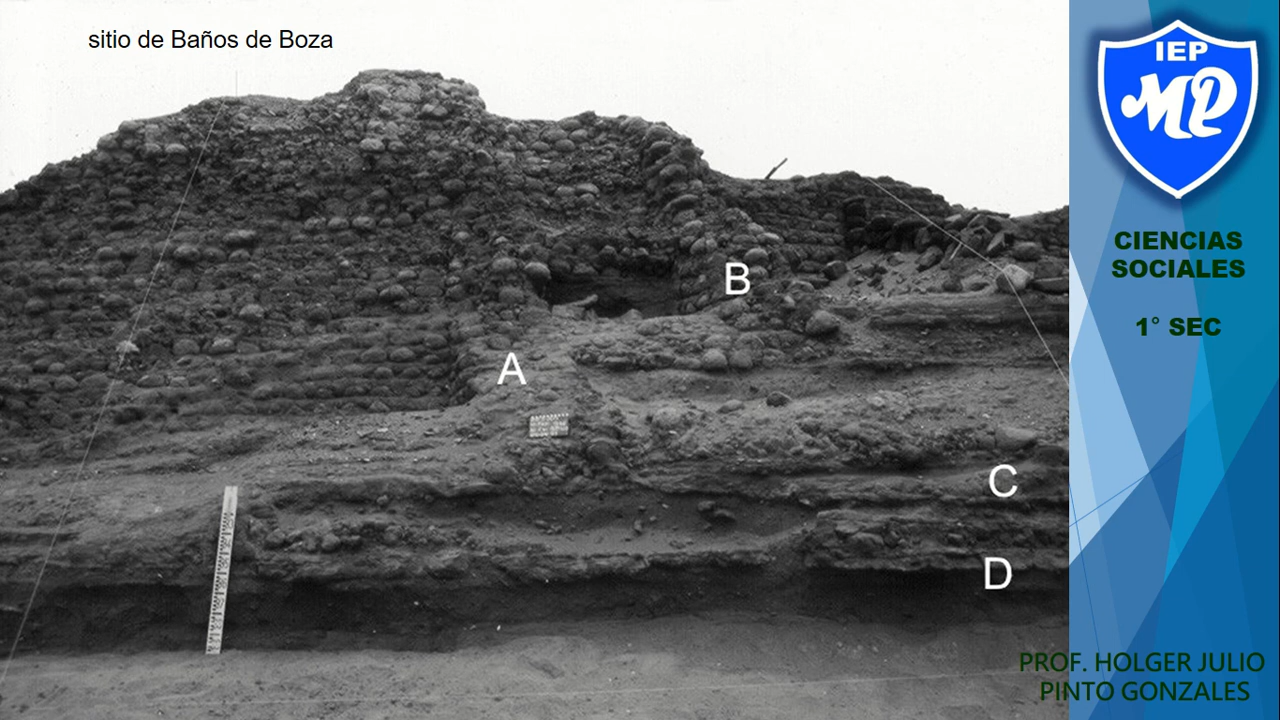 sitio de Baños de Boza
IEP
MP
CIENCIAS
SOCIALES
1° SEC
B
A
C
D
PROF. HOLGER JULIO
PINTO GONZALES